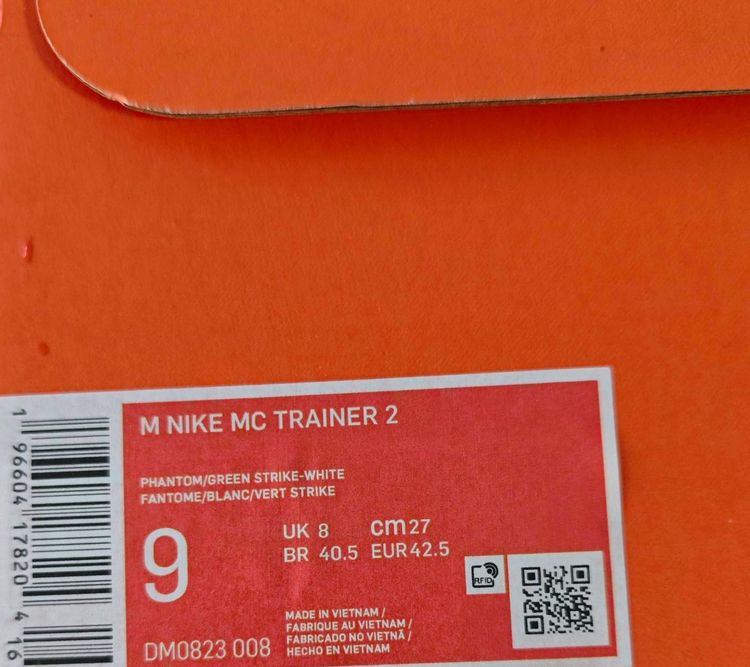 M NIKE MC TRAINER 2
PHANTOM/GREEN STRIKE-WHITE
FANTOME/BLANC/VERT STRIKE
9
UK 8 cm 27
BR 40.5 EUR 42.5
RFID
MADE IN VIETNAM /
FABRIQUE AU VIETNAM /
FABRICADO NO VIETNÃ /
HECHO EN VIETNAM
DM0823 008
1 96604 17820 4 16